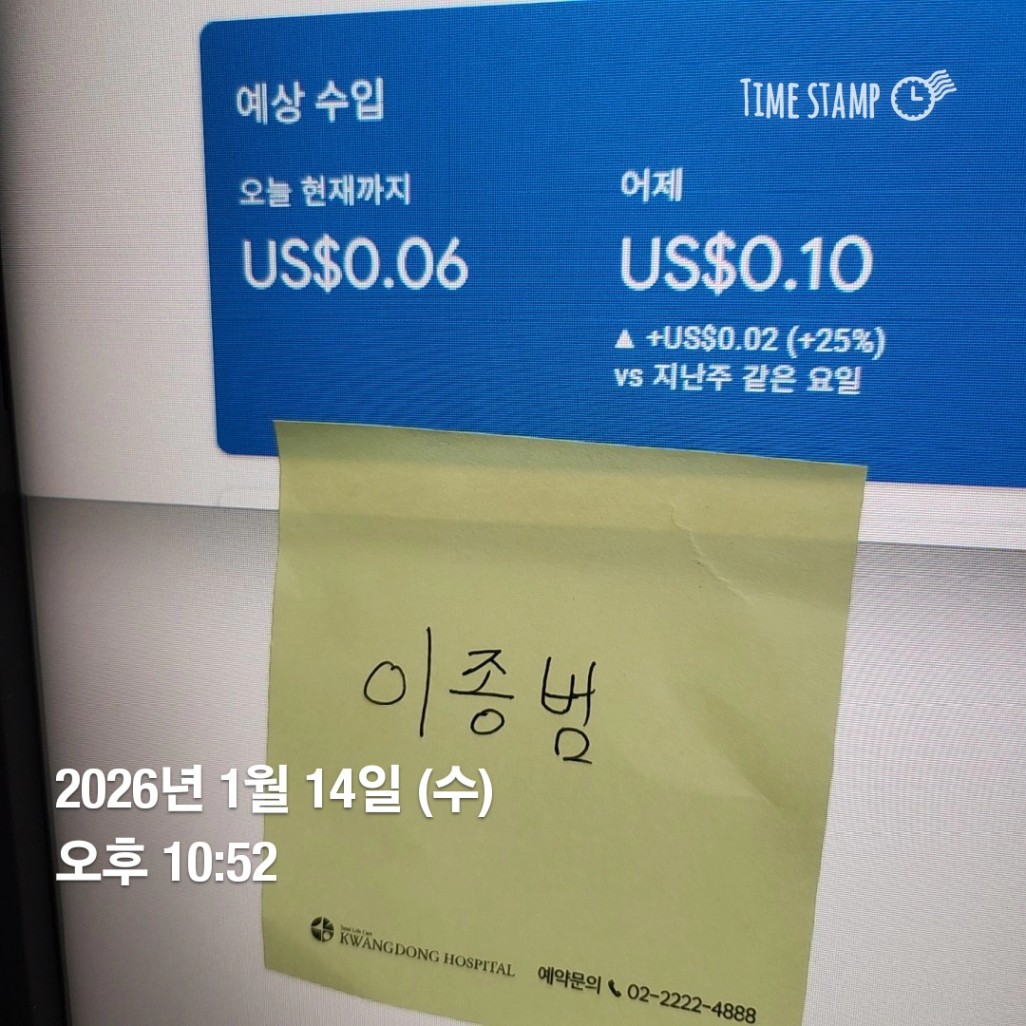 예상 수입
TIME STAMP
오늘 현재까지
어제
US$0.06
US$0.10
▲ +US$0.02 (+25%)
vs 지난주 같은 요일
이종범
2026년 1월 14일 (수)
오후 10:52
KWANGDONG HOSPITAL
예약문의 02-2222-4888